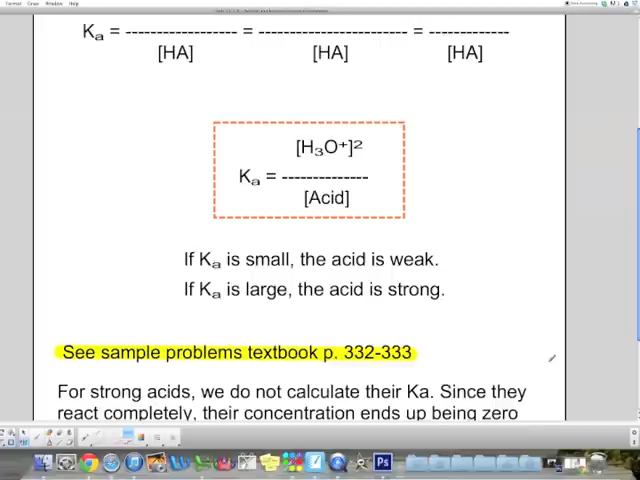 Kₐ = ------------------ = ------------------------ = -------------
[HA] [HA] [HA]
[H₃O⁺]²
Kₐ = --------------
[Acid]
If Kₐ is small, the acid is weak.
If Kₐ is large, the acid is strong.
See sample problems textbook p. 332-333
For strong acids, we do not calculate their Ka. Since they
react completely, their concentration ends up being zero